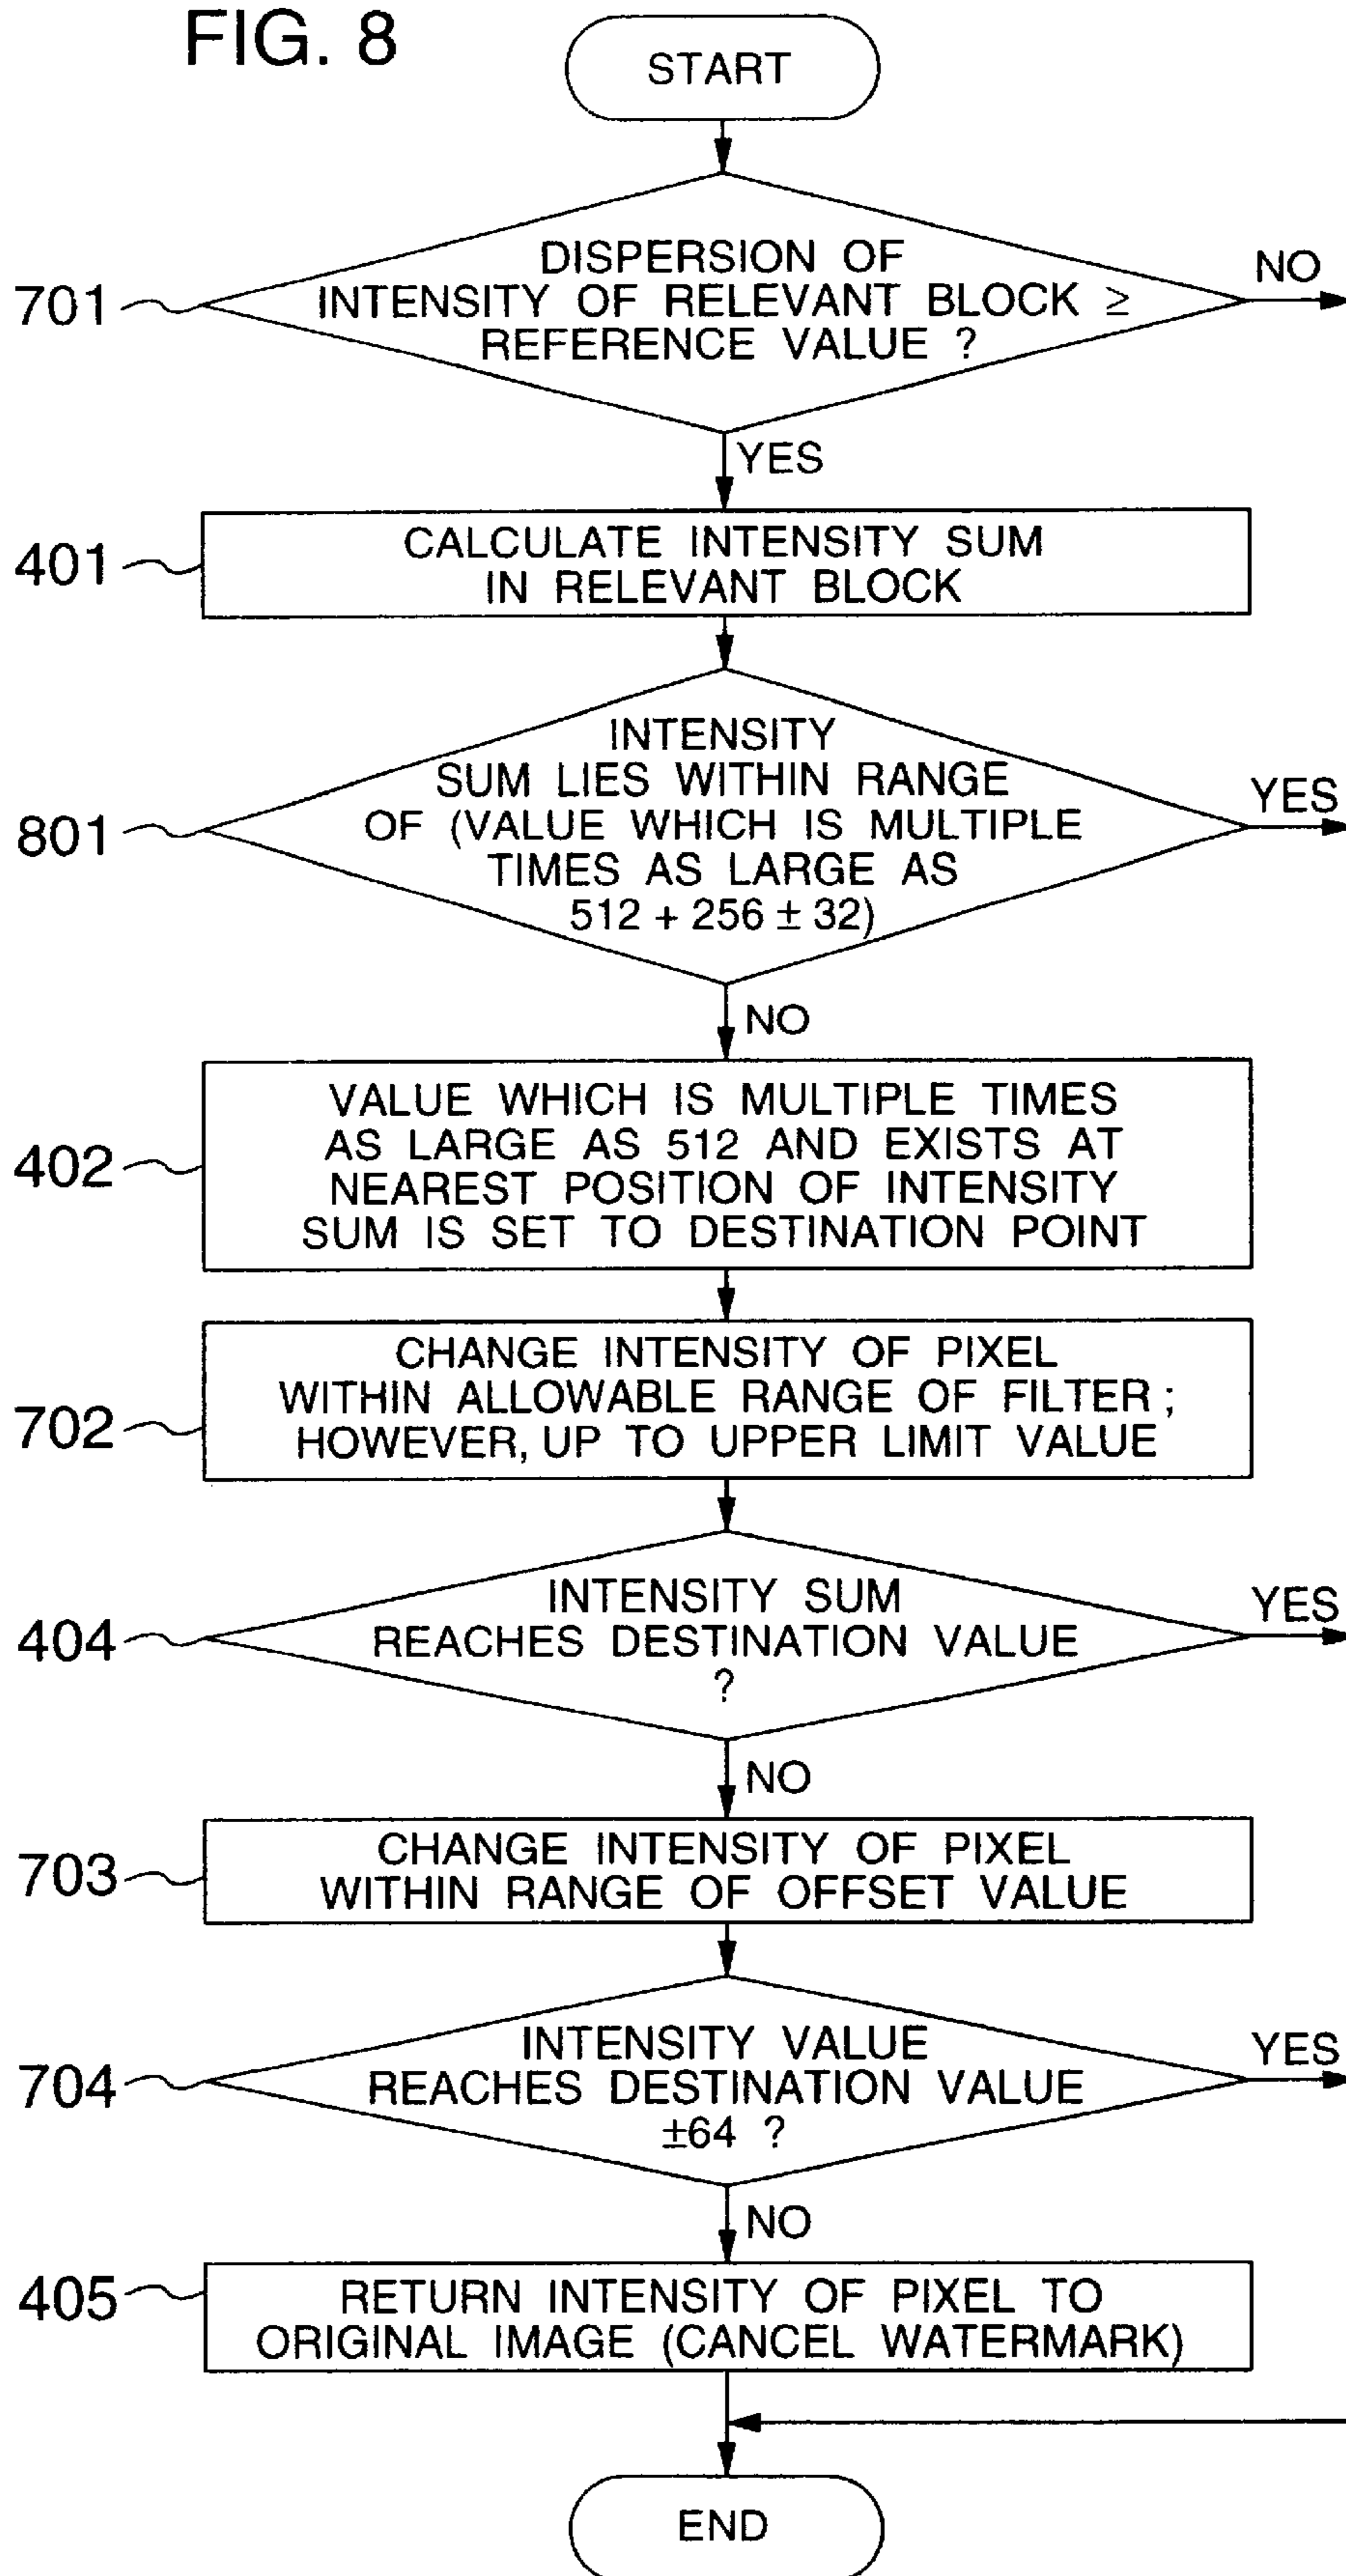 FIG. 8
START
701
DISPERSION OF
INTENSITY OF RELEVANT BLOCK ≥
REFERENCE VALUE ?
NO
YES
401
CALCULATE INTENSITY SUM
IN RELEVANT BLOCK
801
INTENSITY
SUM LIES WITHIN RANGE
OF (VALUE WHICH IS MULTIPLE
TIMES AS LARGE AS
512 + 256 ± 32)
YES
NO
402
VALUE WHICH IS MULTIPLE TIMES
AS LARGE AS 512 AND EXISTS AT
NEAREST POSITION OF INTENSITY
SUM IS SET TO DESTINATION POINT
702
CHANGE INTENSITY OF PIXEL
WITHIN ALLOWABLE RANGE OF FILTER ;
HOWEVER, UP TO UPPER LIMIT VALUE
404
INTENSITY SUM
REACHES DESTINATION VALUE
?
YES
NO
703
CHANGE INTENSITY OF PIXEL
WITHIN RANGE OF OFFSET VALUE
704
INTENSITY VALUE
REACHES DESTINATION VALUE
±64 ?
YES
NO
405
RETURN INTENSITY OF PIXEL TO
ORIGINAL IMAGE (CANCEL WATERMARK)
END